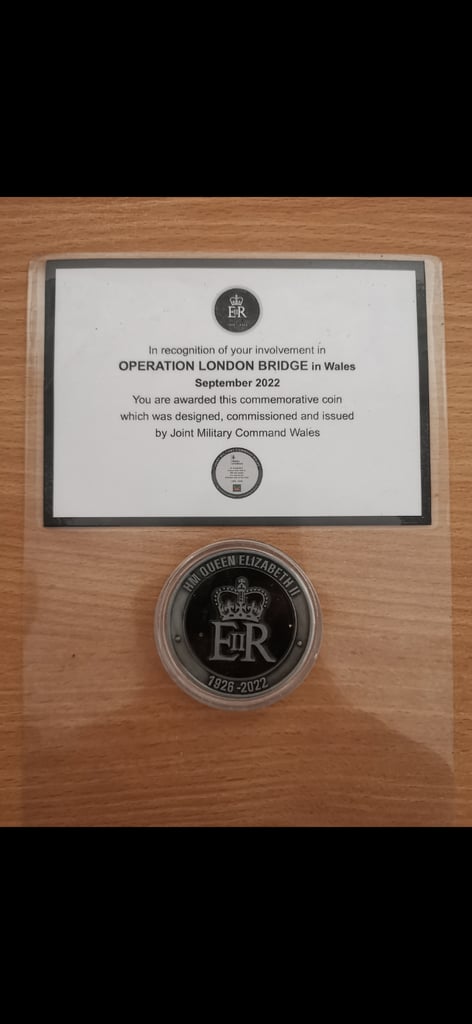 EIIR
In recognition of your involvement in
OPERATION LONDON BRIDGE in Wales
September 2022
You are awarded this commemorative coin
which was designed, commissioned and issued
by Joint Military Command Wales
HM QUEEN ELIZABETH II
EIIR
1926-2022